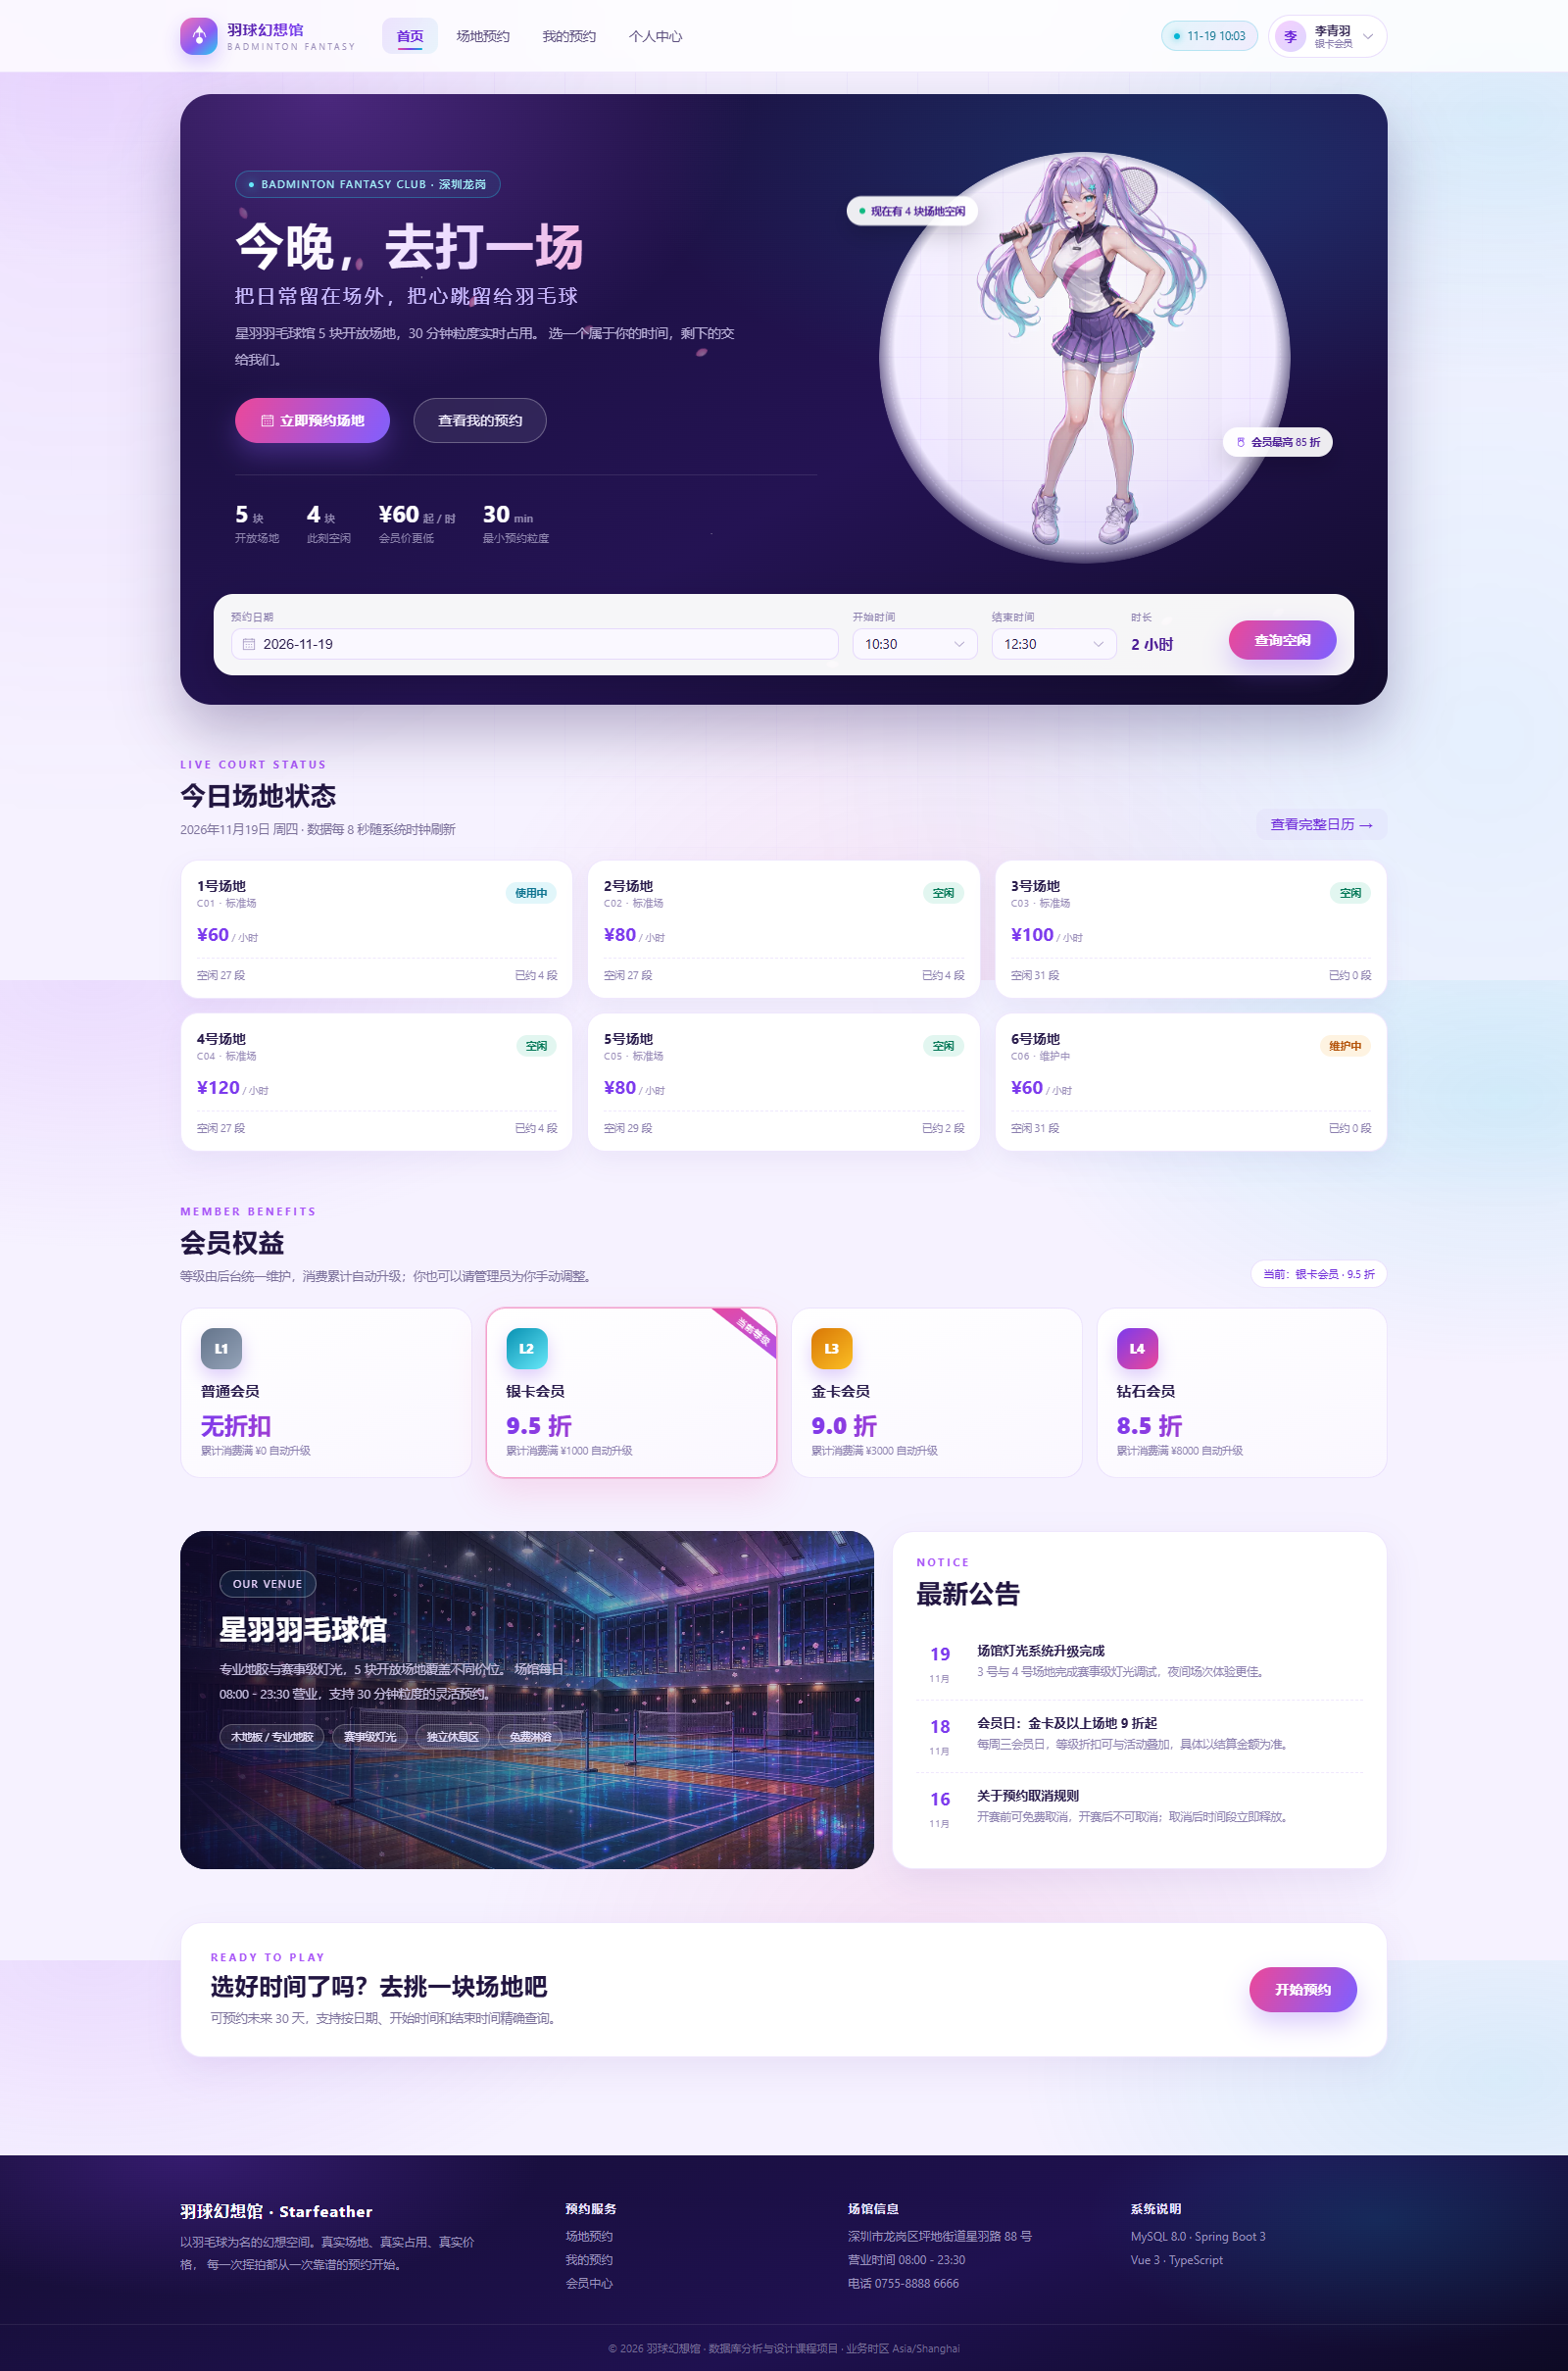 羽球幻想馆
BADMINTON FANTASY
首页
场地预约
我的预约
个人中心
11-19 10:03
李
李青羽
银卡会员
BADMINTON FANTASY CLUB · 深圳龙岗
今晚，去打一场
把日常留在场外，把心跳留给羽毛球
星羽羽毛球馆 5 块开放场地，30 分钟粒度实时占用。 选一个属于你的时间，剩下的交
给我们。
立即预约场地
查看我的预约
5 块
开放场地
4 块
此刻空闲
¥60 起 / 时
会员价更低
30 min
最小预约粒度
现在有 4 块场地空闲
会员最高 85 折
预约日期
2026-11-19
开始时间
10:30
结束时间
12:30
时长
2 小时
查询空闲
LIVE COURT STATUS
今日场地状态
2026年11月19日 周四 · 数据每 8 秒随系统时钟刷新
查看完整日历 →
1号场地
C01 · 标准场
使用中
¥60 / 小时
空闲 27 段
已约 4 段
2号场地
C02 · 标准场
空闲
¥80 / 小时
空闲 27 段
已约 4 段
3号场地
C03 · 标准场
空闲
¥100 / 小时
空闲 31 段
已约 0 段
4号场地
C04 · 标准场
空闲
¥120 / 小时
空闲 27 段
已约 4 段
5号场地
C05 · 标准场
空闲
¥80 / 小时
空闲 29 段
已约 2 段
6号场地
C06 · 维护中
维护中
¥60 / 小时
空闲 31 段
已约 0 段
MEMBER BENEFITS
会员权益
等级由后台统一维护，消费累计自动升级；你也可以请管理员为你手动调整。
当前：银卡会员 · 9.5 折
L1
普通会员
无折扣
累计消费满 ¥0 自动升级
当前等级
L2
银卡会员
9.5 折
累计消费满 ¥1000 自动升级
L3
金卡会员
9.0 折
累计消费满 ¥3000 自动升级
L4
钻石会员
8.5 折
累计消费满 ¥8000 自动升级
OUR VENUE
星羽羽毛球馆
专业地胶与赛事级灯光，5 块开放场地覆盖不同价位。 场馆每日
08:00 - 23:30 营业，支持 30 分钟粒度的灵活预约。
木地板 / 专业地胶
赛事级灯光
独立休息区
免费淋浴
NOTICE
最新公告
19
11月
场馆灯光系统升级完成
3 号与 4 号场地完成赛事级灯光调试，夜间场次体验更佳。
18
11月
会员日：金卡及以上场地 9 折起
每周三会员日，等级折扣可与活动叠加，具体以结算金额为准。
16
11月
关于预约取消规则
开赛前可免费取消，开赛后不可取消；取消后时间段立即释放。
READY TO PLAY
选好时间了吗？去挑一块场地吧
可预约未来 30 天，支持按日期、开始时间和结束时间精确查询。
开始预约
羽球幻想馆 · Starfeather
以羽毛球为名的幻想空间。真实场地、真实占用、真实价
格， 每一次挥拍都从一次靠谱的预约开始。
预约服务
场地预约
我的预约
会员中心
场馆信息
深圳市龙岗区坪地街道星羽路 88 号
营业时间 08:00 - 23:30
电话 0755-8888 6666
系统说明
MySQL 8.0 · Spring Boot 3
Vue 3 · TypeScript
© 2026 羽球幻想馆 · 数据库分析与设计课程项目 · 业务时区 Asia/Shanghai